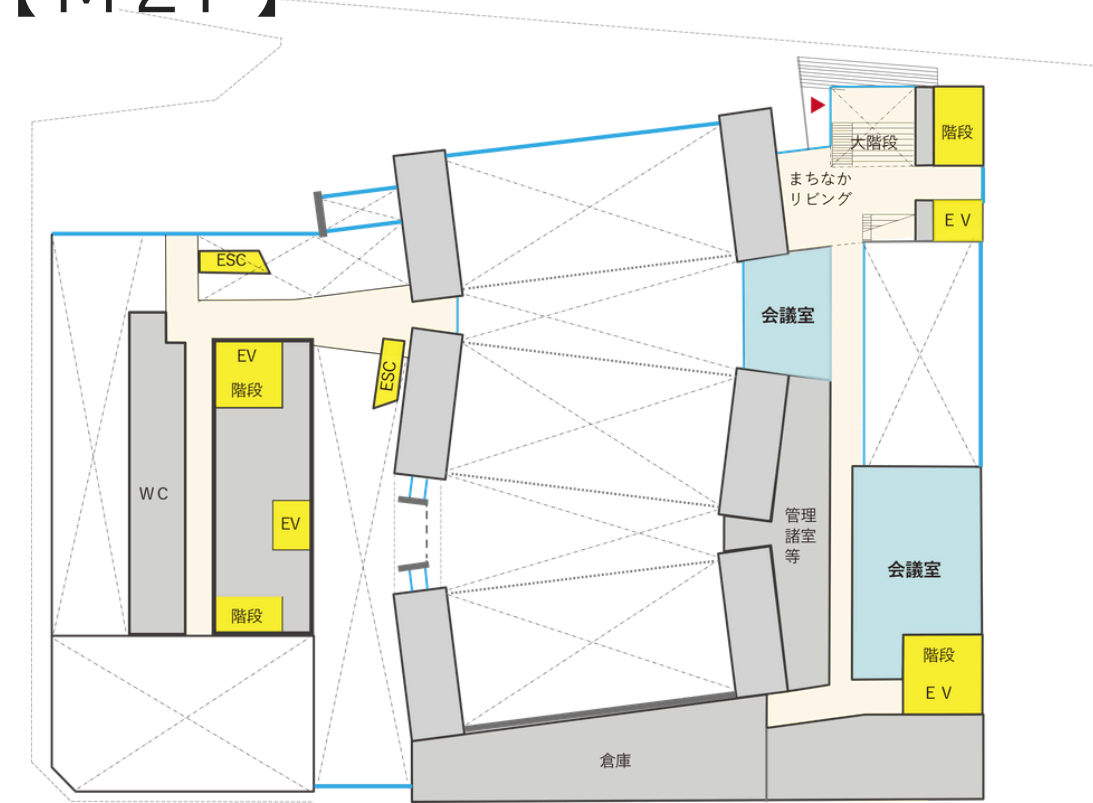 【M2F】
大階段
階段
まちなか
リビング
EV
ESC
会議室
EV
階段
ESC
WC
EV
管理
諸室
等
会議室
階段
階段
EV
倉庫